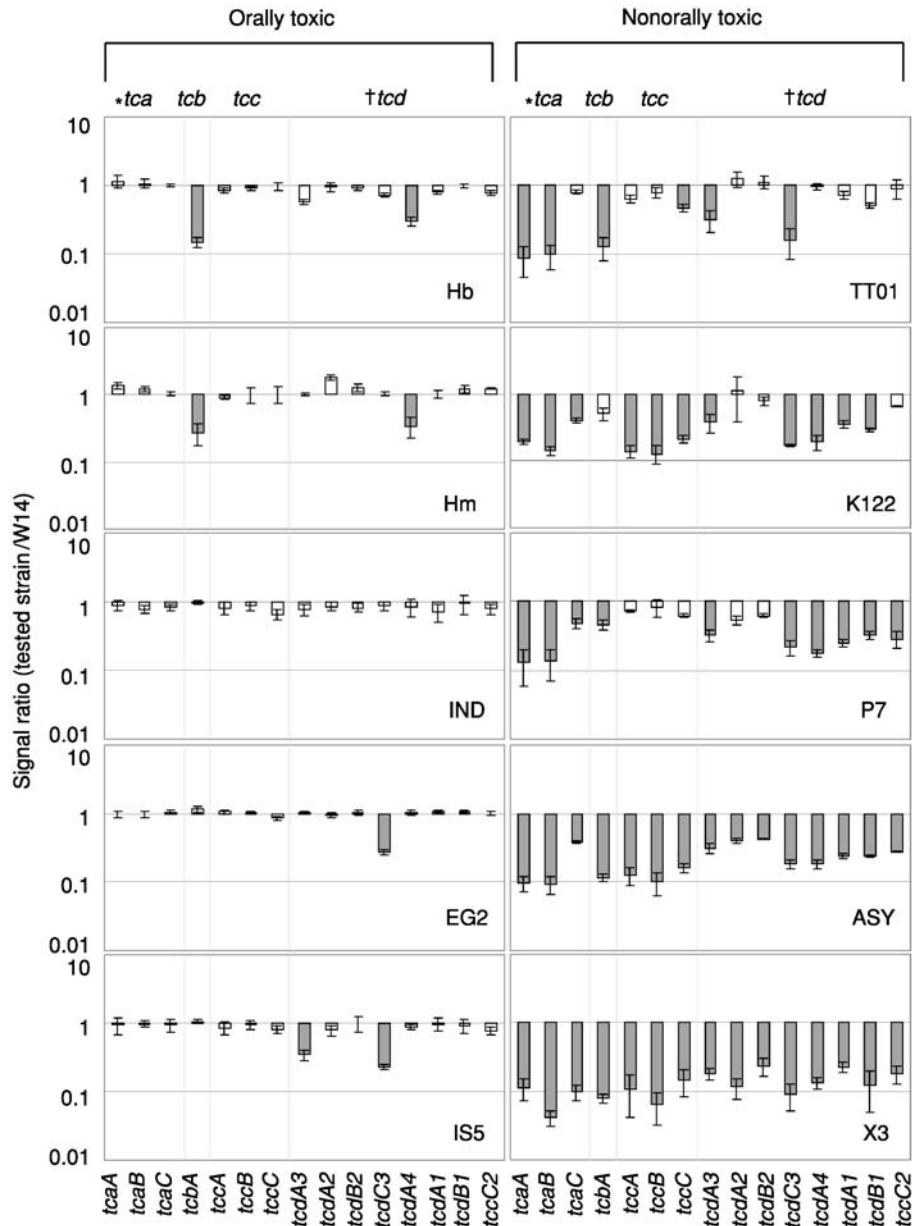 Orally toxic Nonorally toxic
*tca tcb tcc †tcd *tca tcb tcc †tcd
Signal ratio (tested strain/W14)
10
1
0.1
0.01
Hb TT01
10
1
0.1
0.01
Hm K122
10
1
0.1
0.01
IND P7
10
1
0.1
0.01
EG2 ASY
10
1
0.1
0.01
IS5 X3
tcaA tcaB tcaC tcbA tccA tccB tccC tcdA3 tcdA2 tcdB2 tcdC3 tcdA4 tcdA1 tcdB1 tccC2 tcaA tcaB tcaC tcbA tccA tccB tccC tcdA3 tcdA2 tcdB2 tcdC3 tcdA4 tcdA1 tcdB1 tccC2